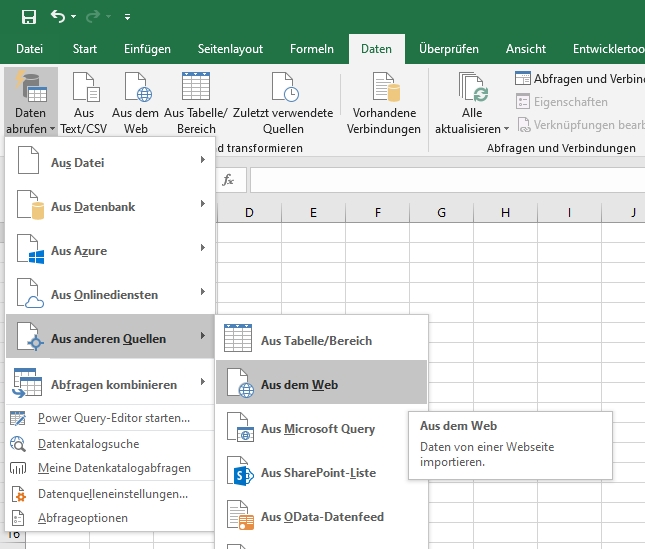 Datei Start Einfügen Seitenlayout Formeln Daten Überprüfen Ansicht Entwicklertoo
Daten abrufen
Aus Text/CSV
Aus dem Web
Aus Tabelle/ Bereich
Zuletzt verwendete Quellen
Vorhandene Verbindungen
Alle aktualisieren
Abfragen und Verbind
Eigenschaften
Verknüpfungen bearb
d transformieren
Abfragen und Verbindungen
fx
D E F G H I J
Aus Datei
Aus Datenbank
Aus Azure
Aus Onlinediensten
Aus anderen Quellen
Abfragen kombinieren
Power Query-Editor starten...
Datenkatalogsuche
Meine Datenkatalogabfragen
Datenquelleneinstellungen...
Abfrageoptionen
16
Aus Tabelle/Bereich
Aus dem Web
Aus Microsoft Query
Aus SharePoint-Liste
Aus OData-Datenfeed
Aus dem Web
Daten von einer Webseite
importieren.